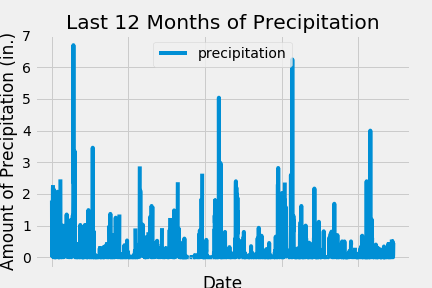 Last 12 Months of Precipitation
precipitation
Amount of Precipitation (in.)
7
6
5
4
3
2
1
0
Date